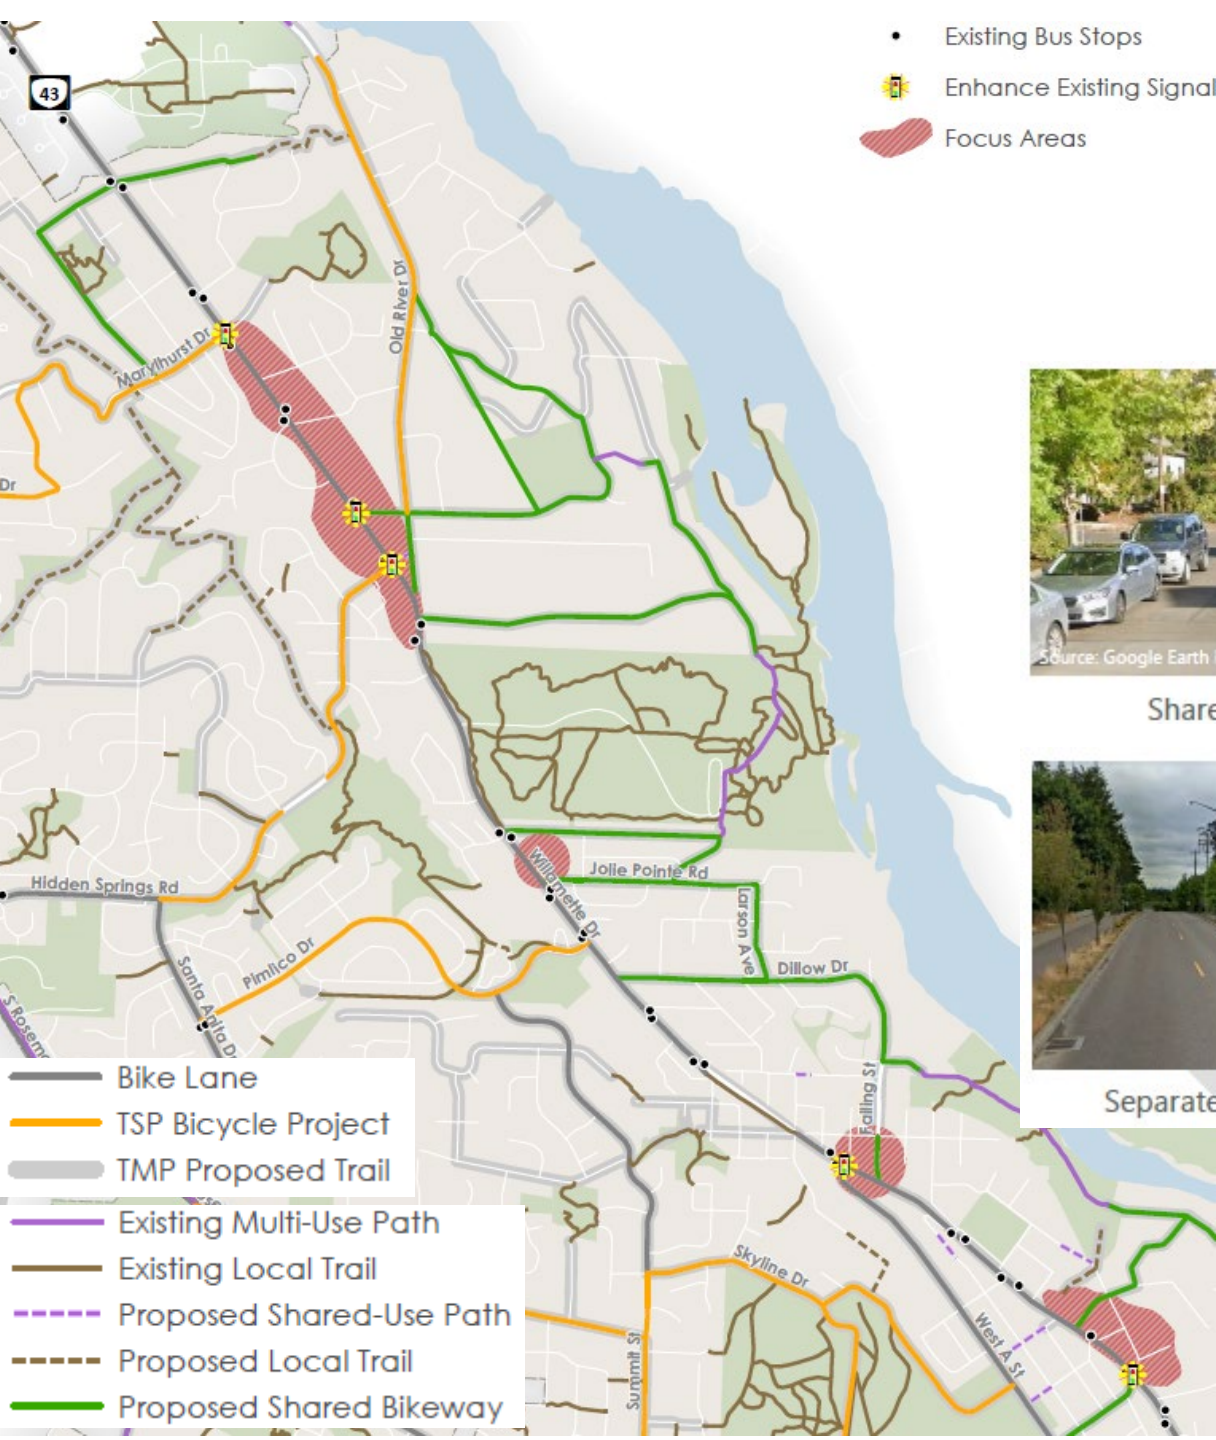 Existing Bus Stops
Enhance Existing Signal
Focus Areas
43
Old River Dr
Marylhurst Dr
Dr
Source: Google Earth
Share
Willamette Dr
Jolie Pointe Rd
Hidden Springs Rd
Larson Ave
Pimlico Dr
Santa Anita Dr
Dillow Dr
S Rosem
Separate
Failing St
Bike Lane
TSP Bicycle Project
TMP Proposed Trail
Existing Multi-Use Path
Existing Local Trail
Proposed Shared-Use Path
Proposed Local Trail
Proposed Shared Bikeway
Skyline Dr
West A St
Summit St